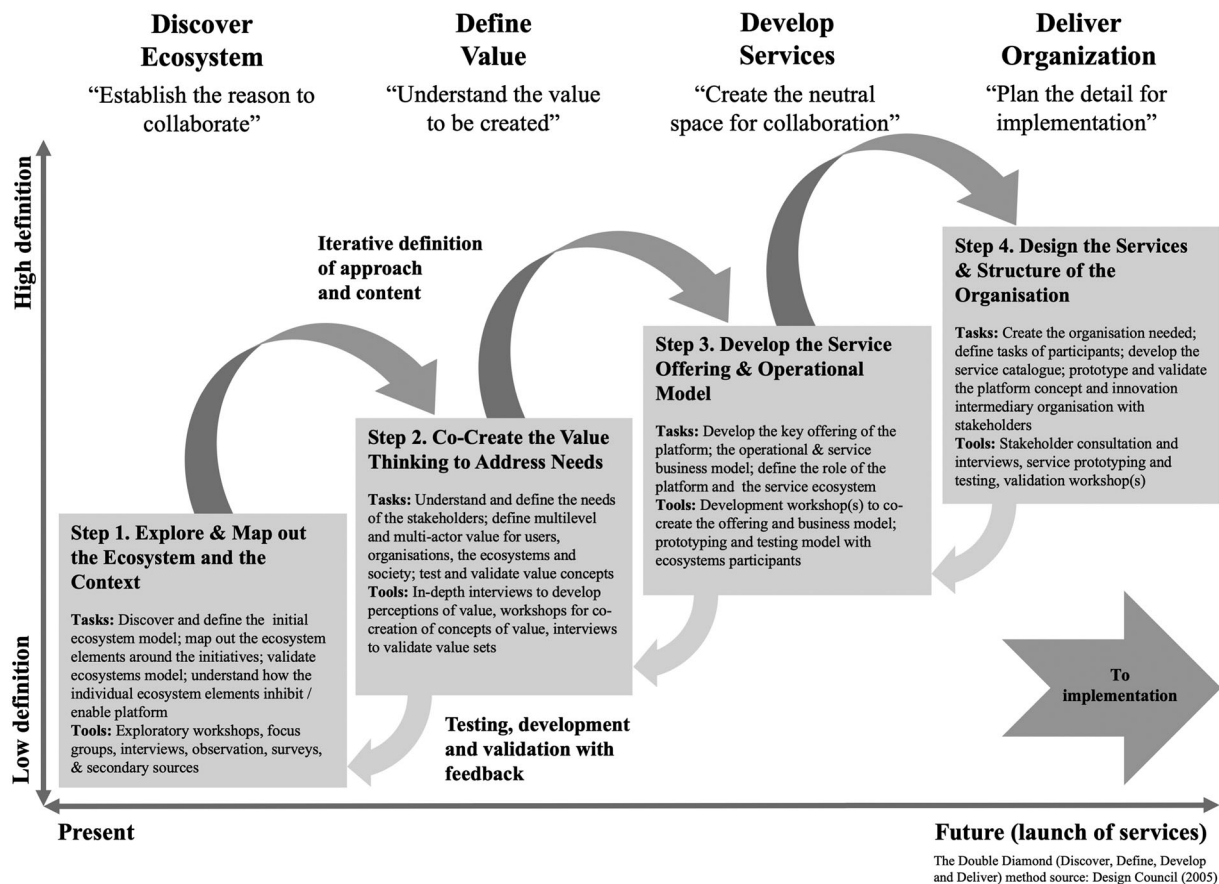 Discover
Ecosystem
“Establish the reason to
collaborate”
Define
Value
“Understand the value
to be created”
Develop
Services
“Create the neutral
space for collaboration”
Deliver
Organization
“Plan the detail for
implementation”
High definition
Low definition
Iterative definition
of approach
and content
Step 1. Explore & Map out
the Ecosystem and the
Context
Tasks: Discover and define the initial
ecosystem model; map out the ecosystem
elements around the initiatives; validate
ecosystems model; understand how the
individual ecosystem elements inhibit /
enable platform
Tools: Exploratory workshops, focus
groups, interviews, observation, surveys,
& secondary sources
Step 2. Co-Create the Value
Thinking to Address Needs
Tasks: Understand and define the needs
of the stakeholders; define multilevel
and multi-actor value for users,
organisations, the ecosystems and
society; test and validate value concepts
Tools: In-depth interviews to develop
perceptions of value, workshops for co-
creation of concepts of value, interviews
to validate value sets
Step 3. Develop the Service
Offering & Operational
Model
Tasks: Develop the key offering of the
platform; the operational & service
business model; define the role of the
platform and the service ecosystem
Tools: Development workshop(s) to co-
create the offering and business model;
prototyping and testing model with
ecosystems participants
Step 4. Design the Services
& Structure of the
Organisation
Tasks: Create the organisation needed;
define tasks of participants; develop the
service catalogue; prototype and validate
the platform concept and innovation
intermediary organisation with
stakeholders
Tools: Stakeholder consultation and
interviews, service prototyping and
testing, validation workshop(s)
Testing, development
and validation with
feedback
To
implementation
Present
Future (launch of services)
The Double Diamond (Discover, Define, Develop
and Deliver) method source: Design Council (2005)